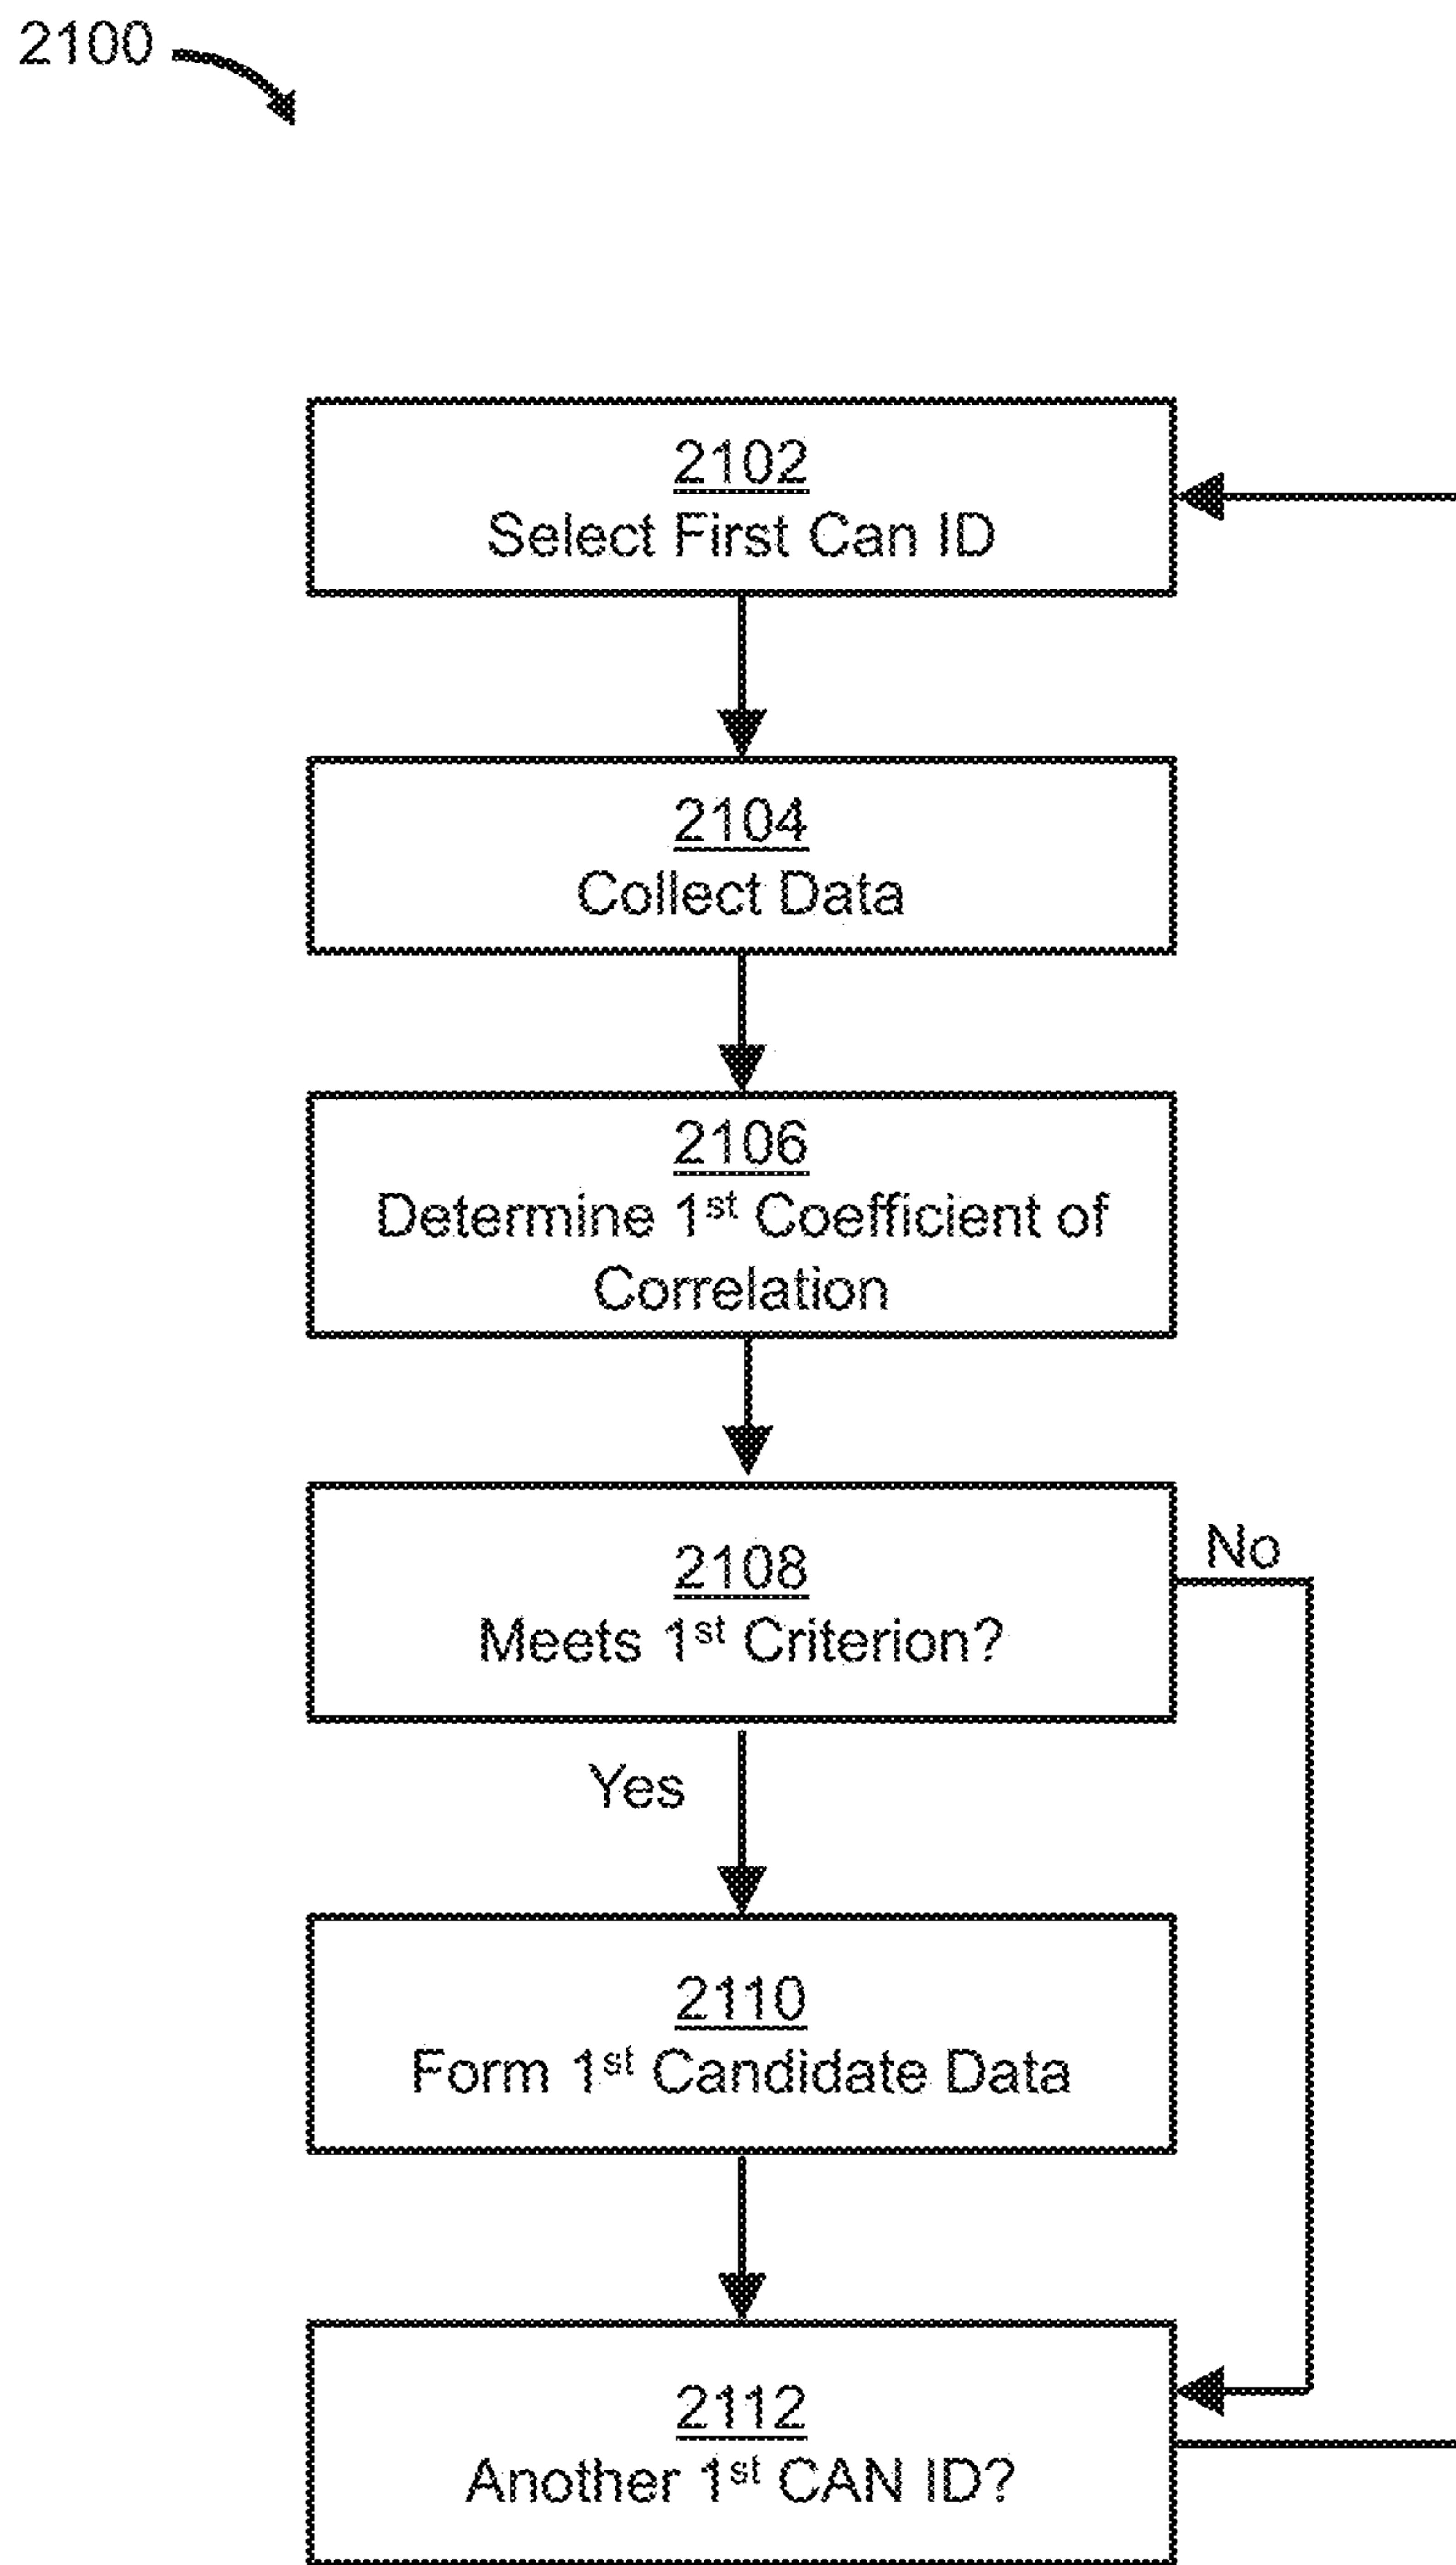 2100
2102
Select First Can ID
2104
Collect Data
2106
Determine 1st Coefficient of
Correlation
2108
Meets 1st Criterion?
No
Yes
2110
Form 1st Candidate Data
2112
Another 1st CAN ID?